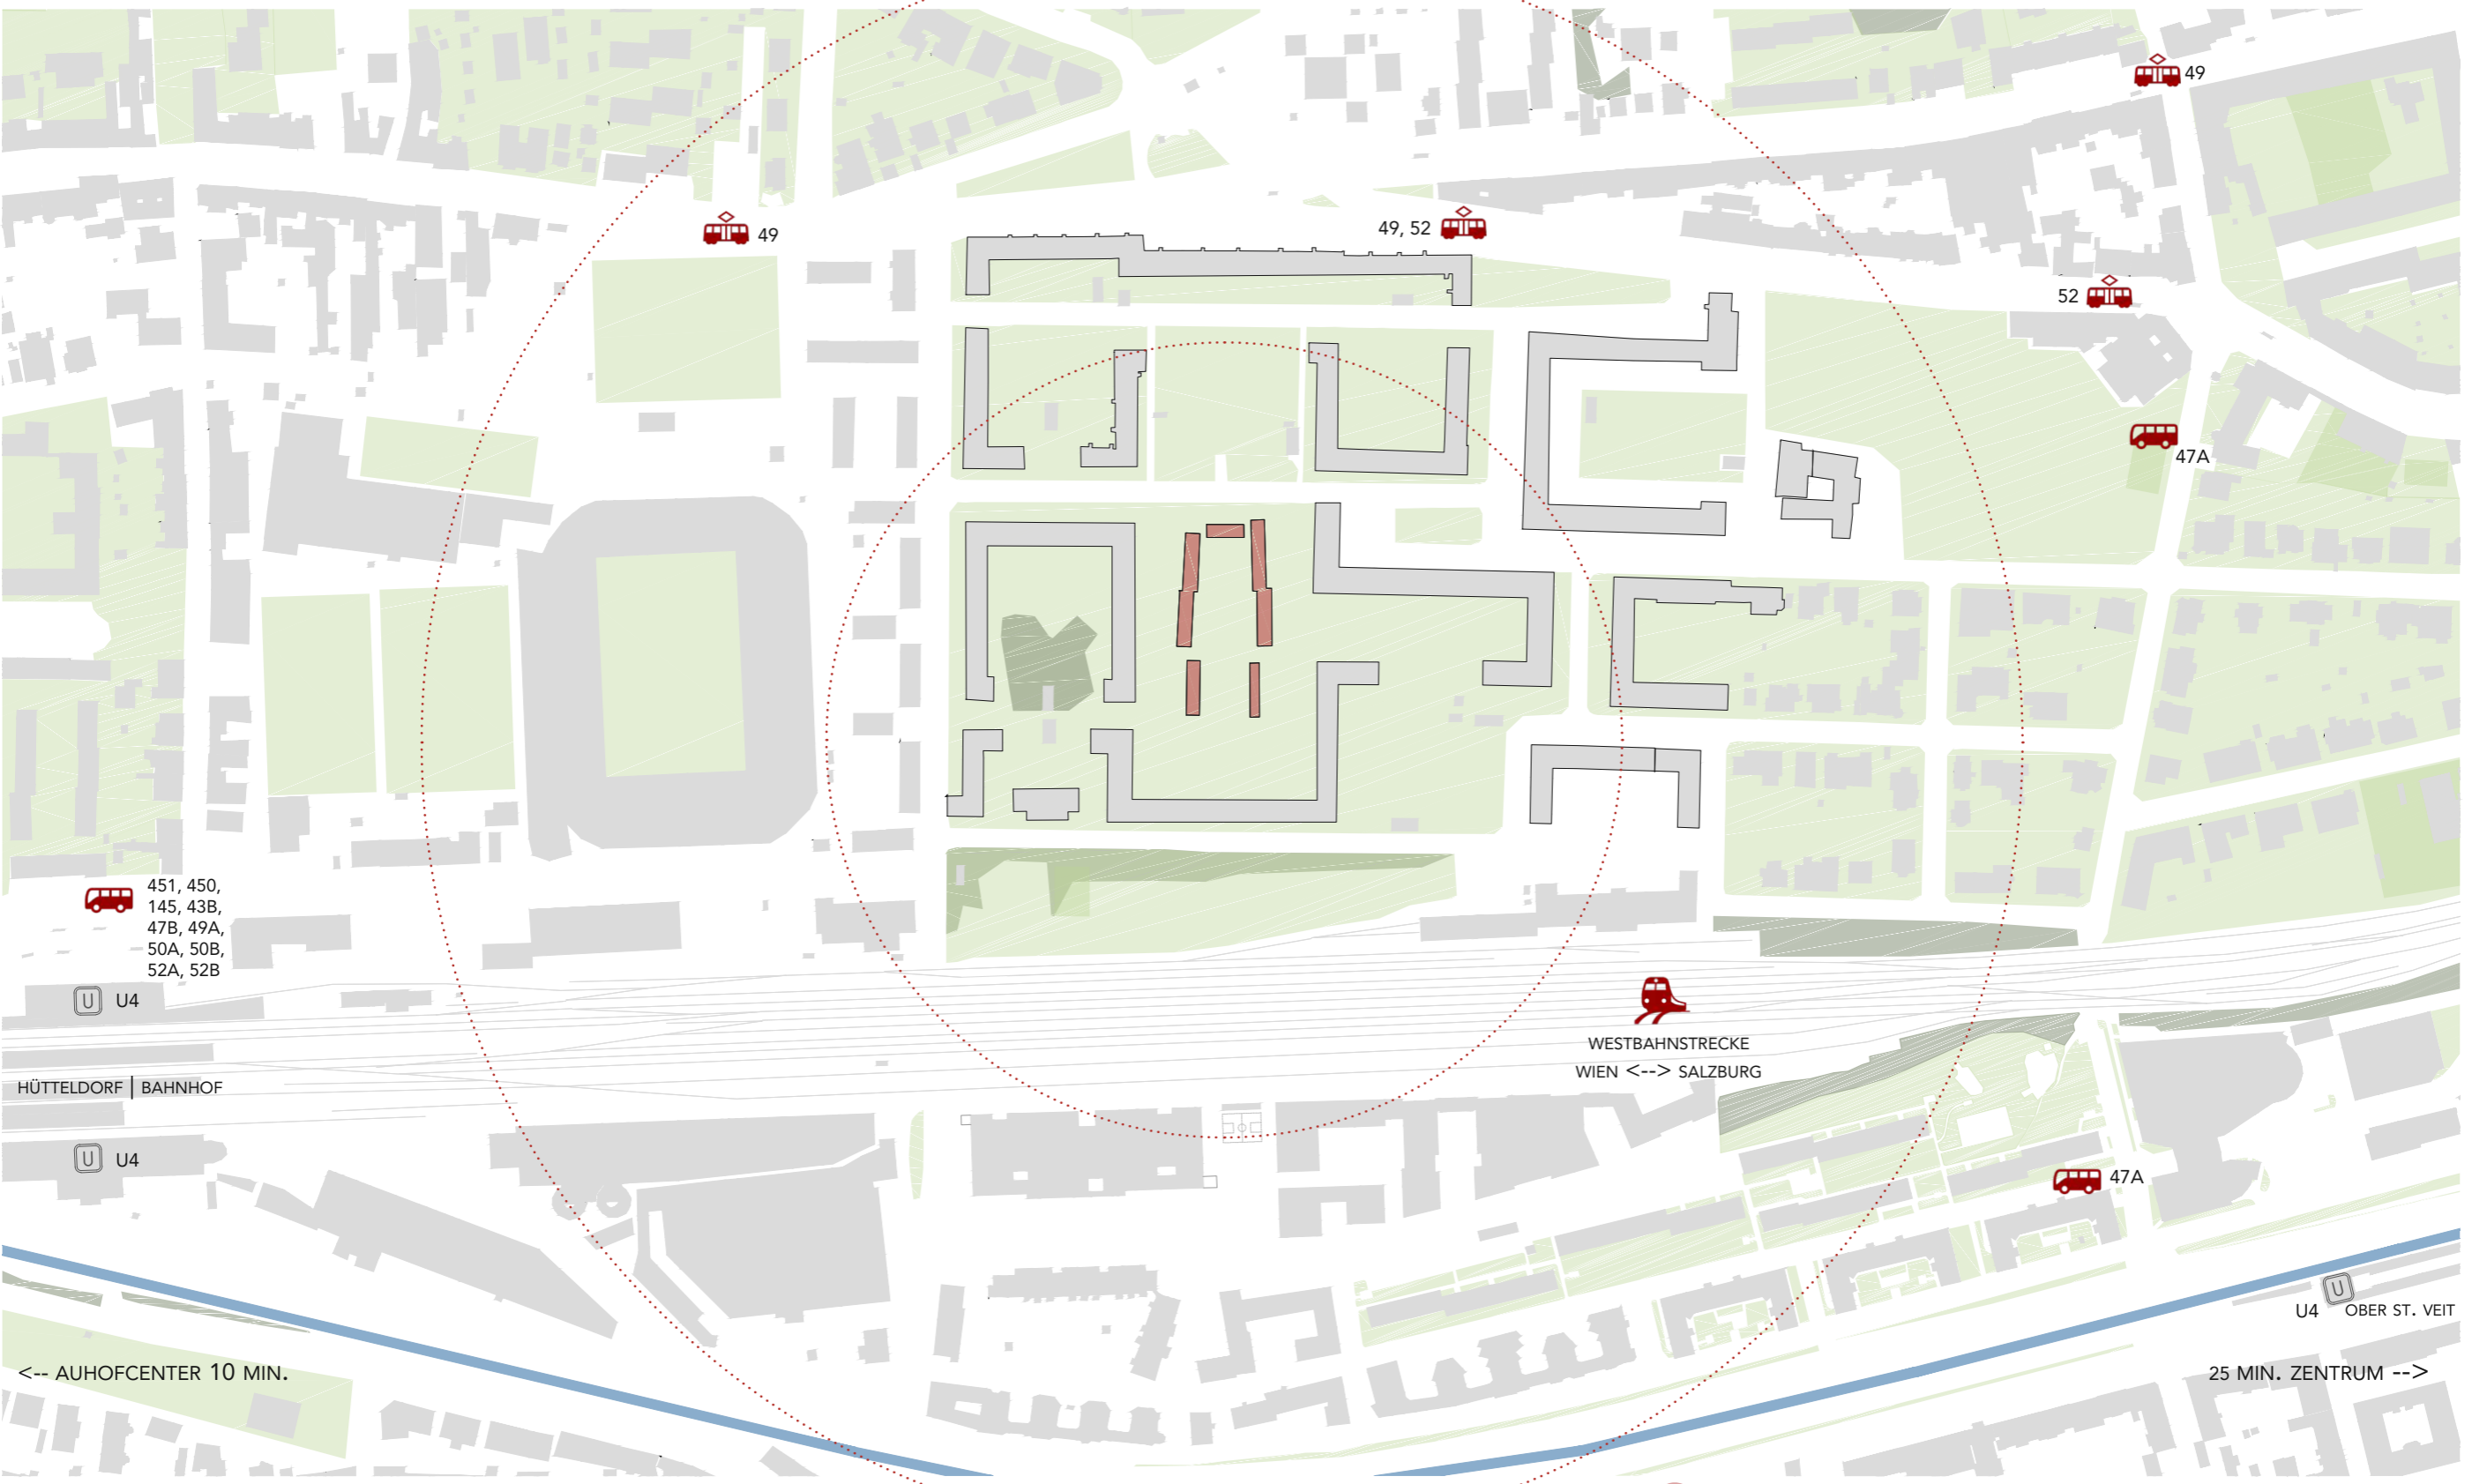 49
49
49, 52
52
47A
451, 450,
145, 43B,
47B, 49A,
50A, 50B,
52A, 52B
U U4
WESTBAHNSTRECKE
WIEN <--> SALZBURG
HÜTTELDORF | BAHNHOF
U U4
47A
U
U4 OBER ST. VEIT
<-- AUHOFCENTER 10 MIN.
25 MIN. ZENTRUM -->